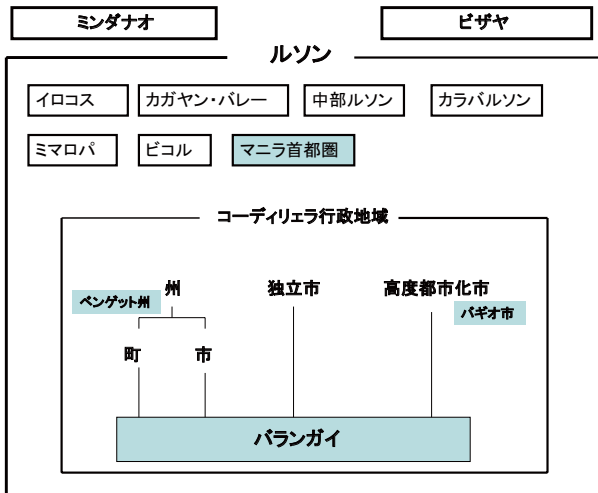 ミンダナオ
ビザヤ
ルソン
イロコス
カガヤン・バレー
中部ルソン
カラバルソン
ミマロパ
ビコル
マニラ首都圏
コーディリェラ行政地域
州
独立市
高度都市化市
ベンゲット州
バギオ市
町
市
バランガイ